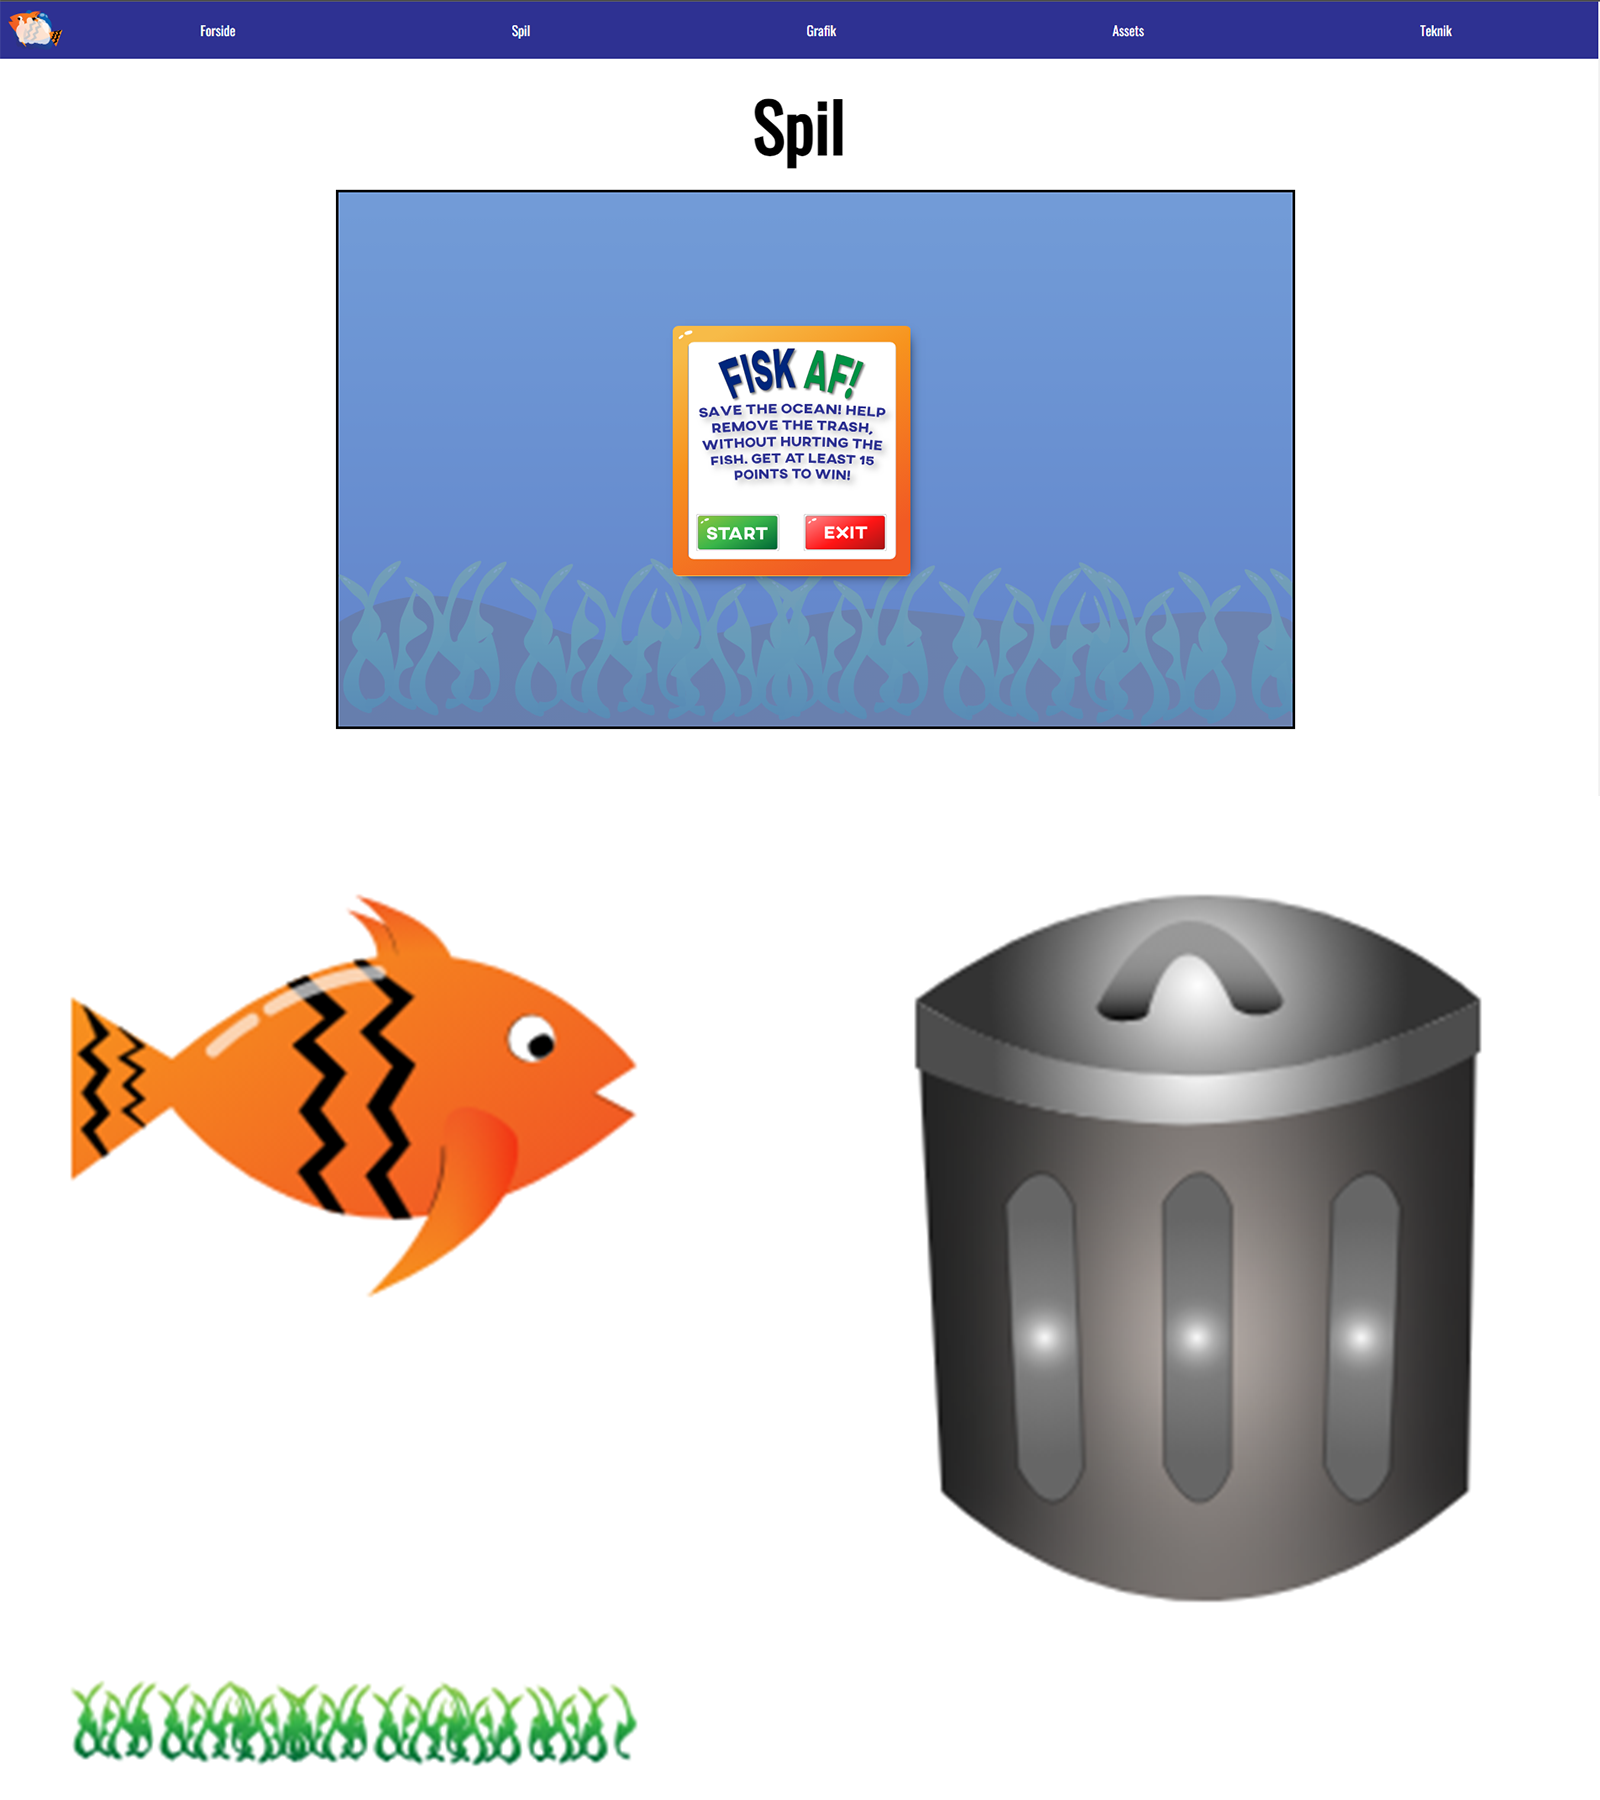 Forside Spil Grafik Assets Teknik
Spil
FISK AF!
SAVE THE OCEAN! HELP
REMOVE THE TRASH,
WITHOUT HURTING THE
FISH. GET AT LEAST 15
POINTS TO WIN!
START EXIT